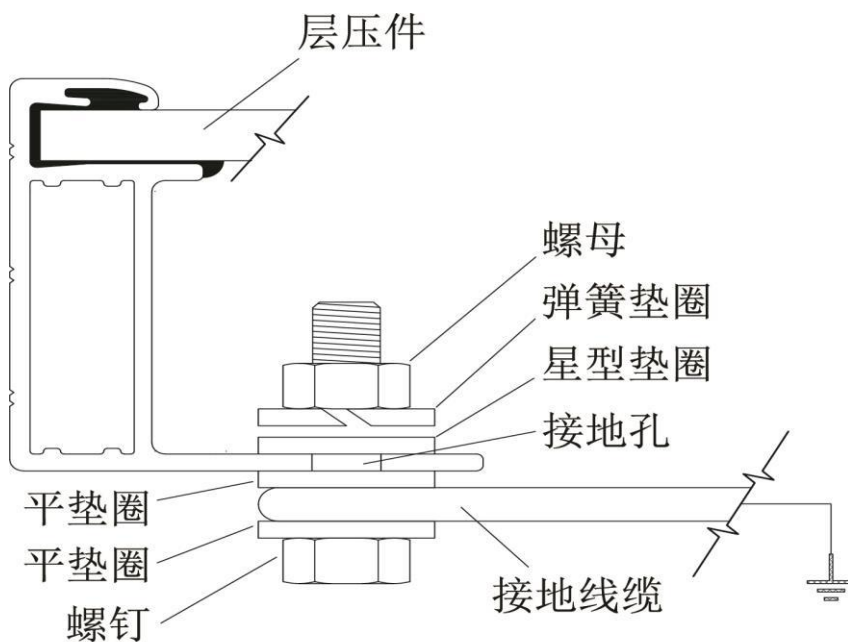 层压件
螺母
弹簧垫圈
星型垫圈
接地孔
平垫圈
平垫圈
接地线缆
螺钉